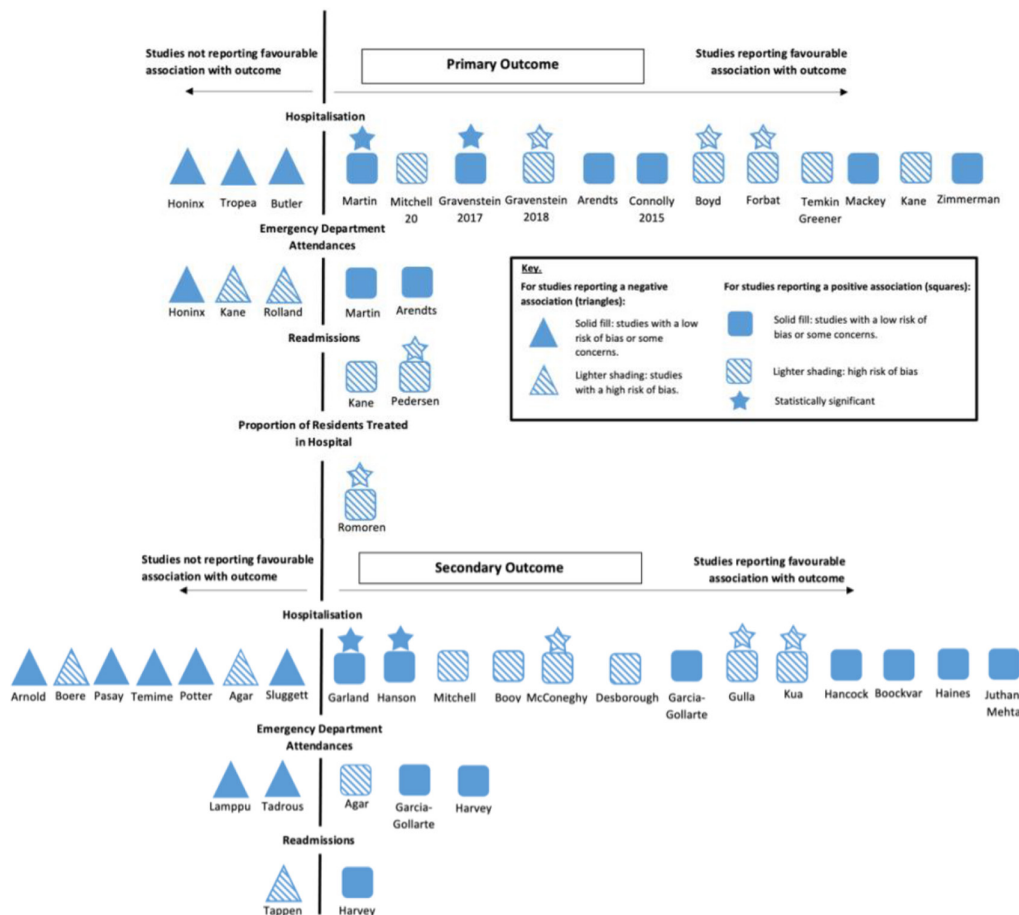 Studies not reporting favourable
association with outcome
Primary Outcome
Studies reporting favourable
association with outcome
Hospitalisation
Honinx Tropea Butler Martin Mitchell Gravenstein Gravenstein Arendts Connolly Boyd Forbat Temkin Mackey Kane Zimmerman
20 2017 2018 2015 Greener
Emergency Department
Attendances
Honinx Kane Rolland Martin Arendts
Key.
For studies reporting a negative
association (triangles):
Solid fill: studies with a low
risk of bias or some
concerns.
Lighter shading: studies
with a high risk of bias.
For studies reporting a positive association (squares):
Solid fill: studies with a low risk of
bias or some concerns.
Lighter shading: high risk of bias
Statistically significant
Readmissions
Kane Pedersen
Proportion of Residents Treated
in Hospital
Romoren
Studies not reporting favourable
association with outcome
Secondary Outcome
Studies reporting favourable
association with outcome
Hospitalisation
Arnold Boere Pasay Temime Potter Agar Sluggett Garland Hanson Mitchell Booy McConeghy Desborough Garcia- Gulla Kua Hancock Boockvar Haines Juthani
Gollarte Mehta
Emergency Department
Attendances
Lamppu Tadrous Agar Garcia- Harvey
Gollarte
Readmissions
Tappen Harvey